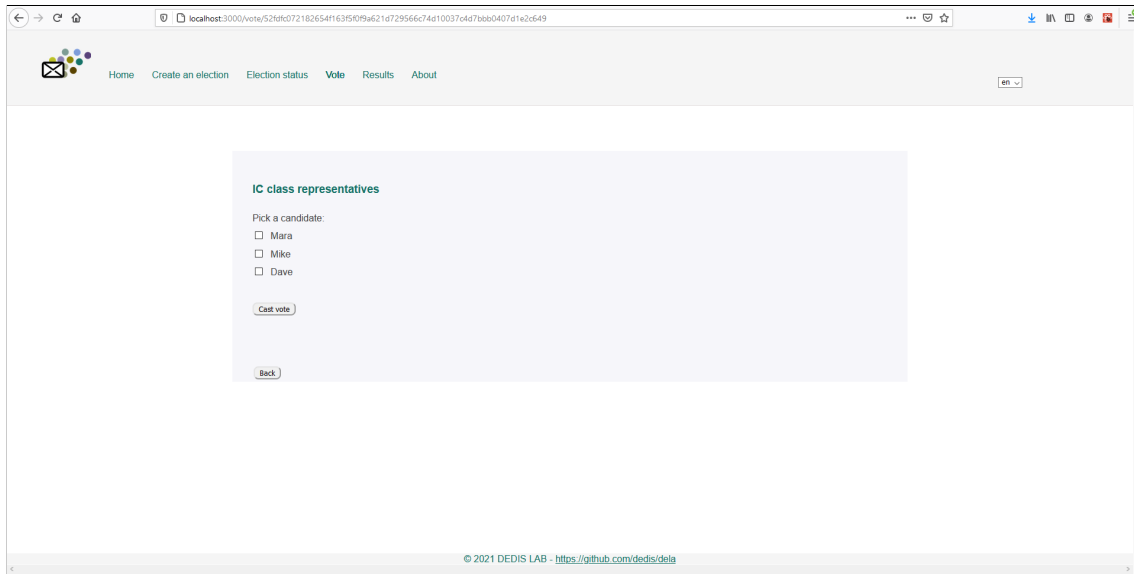 localhost:3000/vote/52fdfc072182654f163f5f0f9a621d729566c74d10037c4d7bbb0407d1e2c649
Home Create an election Election status Vote Results About
en
IC class representatives
Pick a candidate:
Mara
Mike
Dave
Cast vote
Back
© 2021 DEDIS LAB - https://github.com/dedis/dela